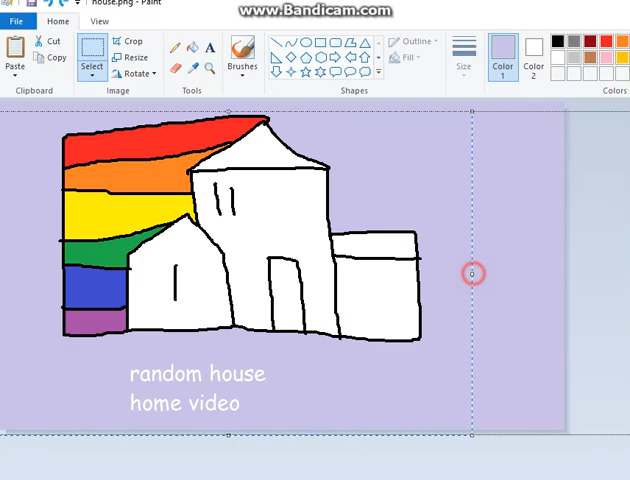 www.Bandicam.com
house.png - Paint
File Home View
Paste Cut Copy Clipboard
Select Crop Resize Rotate Image
Tools
Brushes
Outline Fill Shapes
Size
Color 1 Color 2 Colors
random house
home video